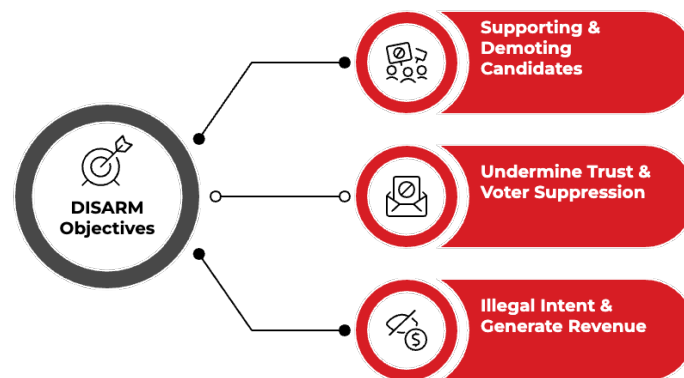 Supporting &
Demoting
Candidates
DISARM
Objectives
Undermine Trust &
Voter Suppression
Illegal Intent &
Generate Revenue
$